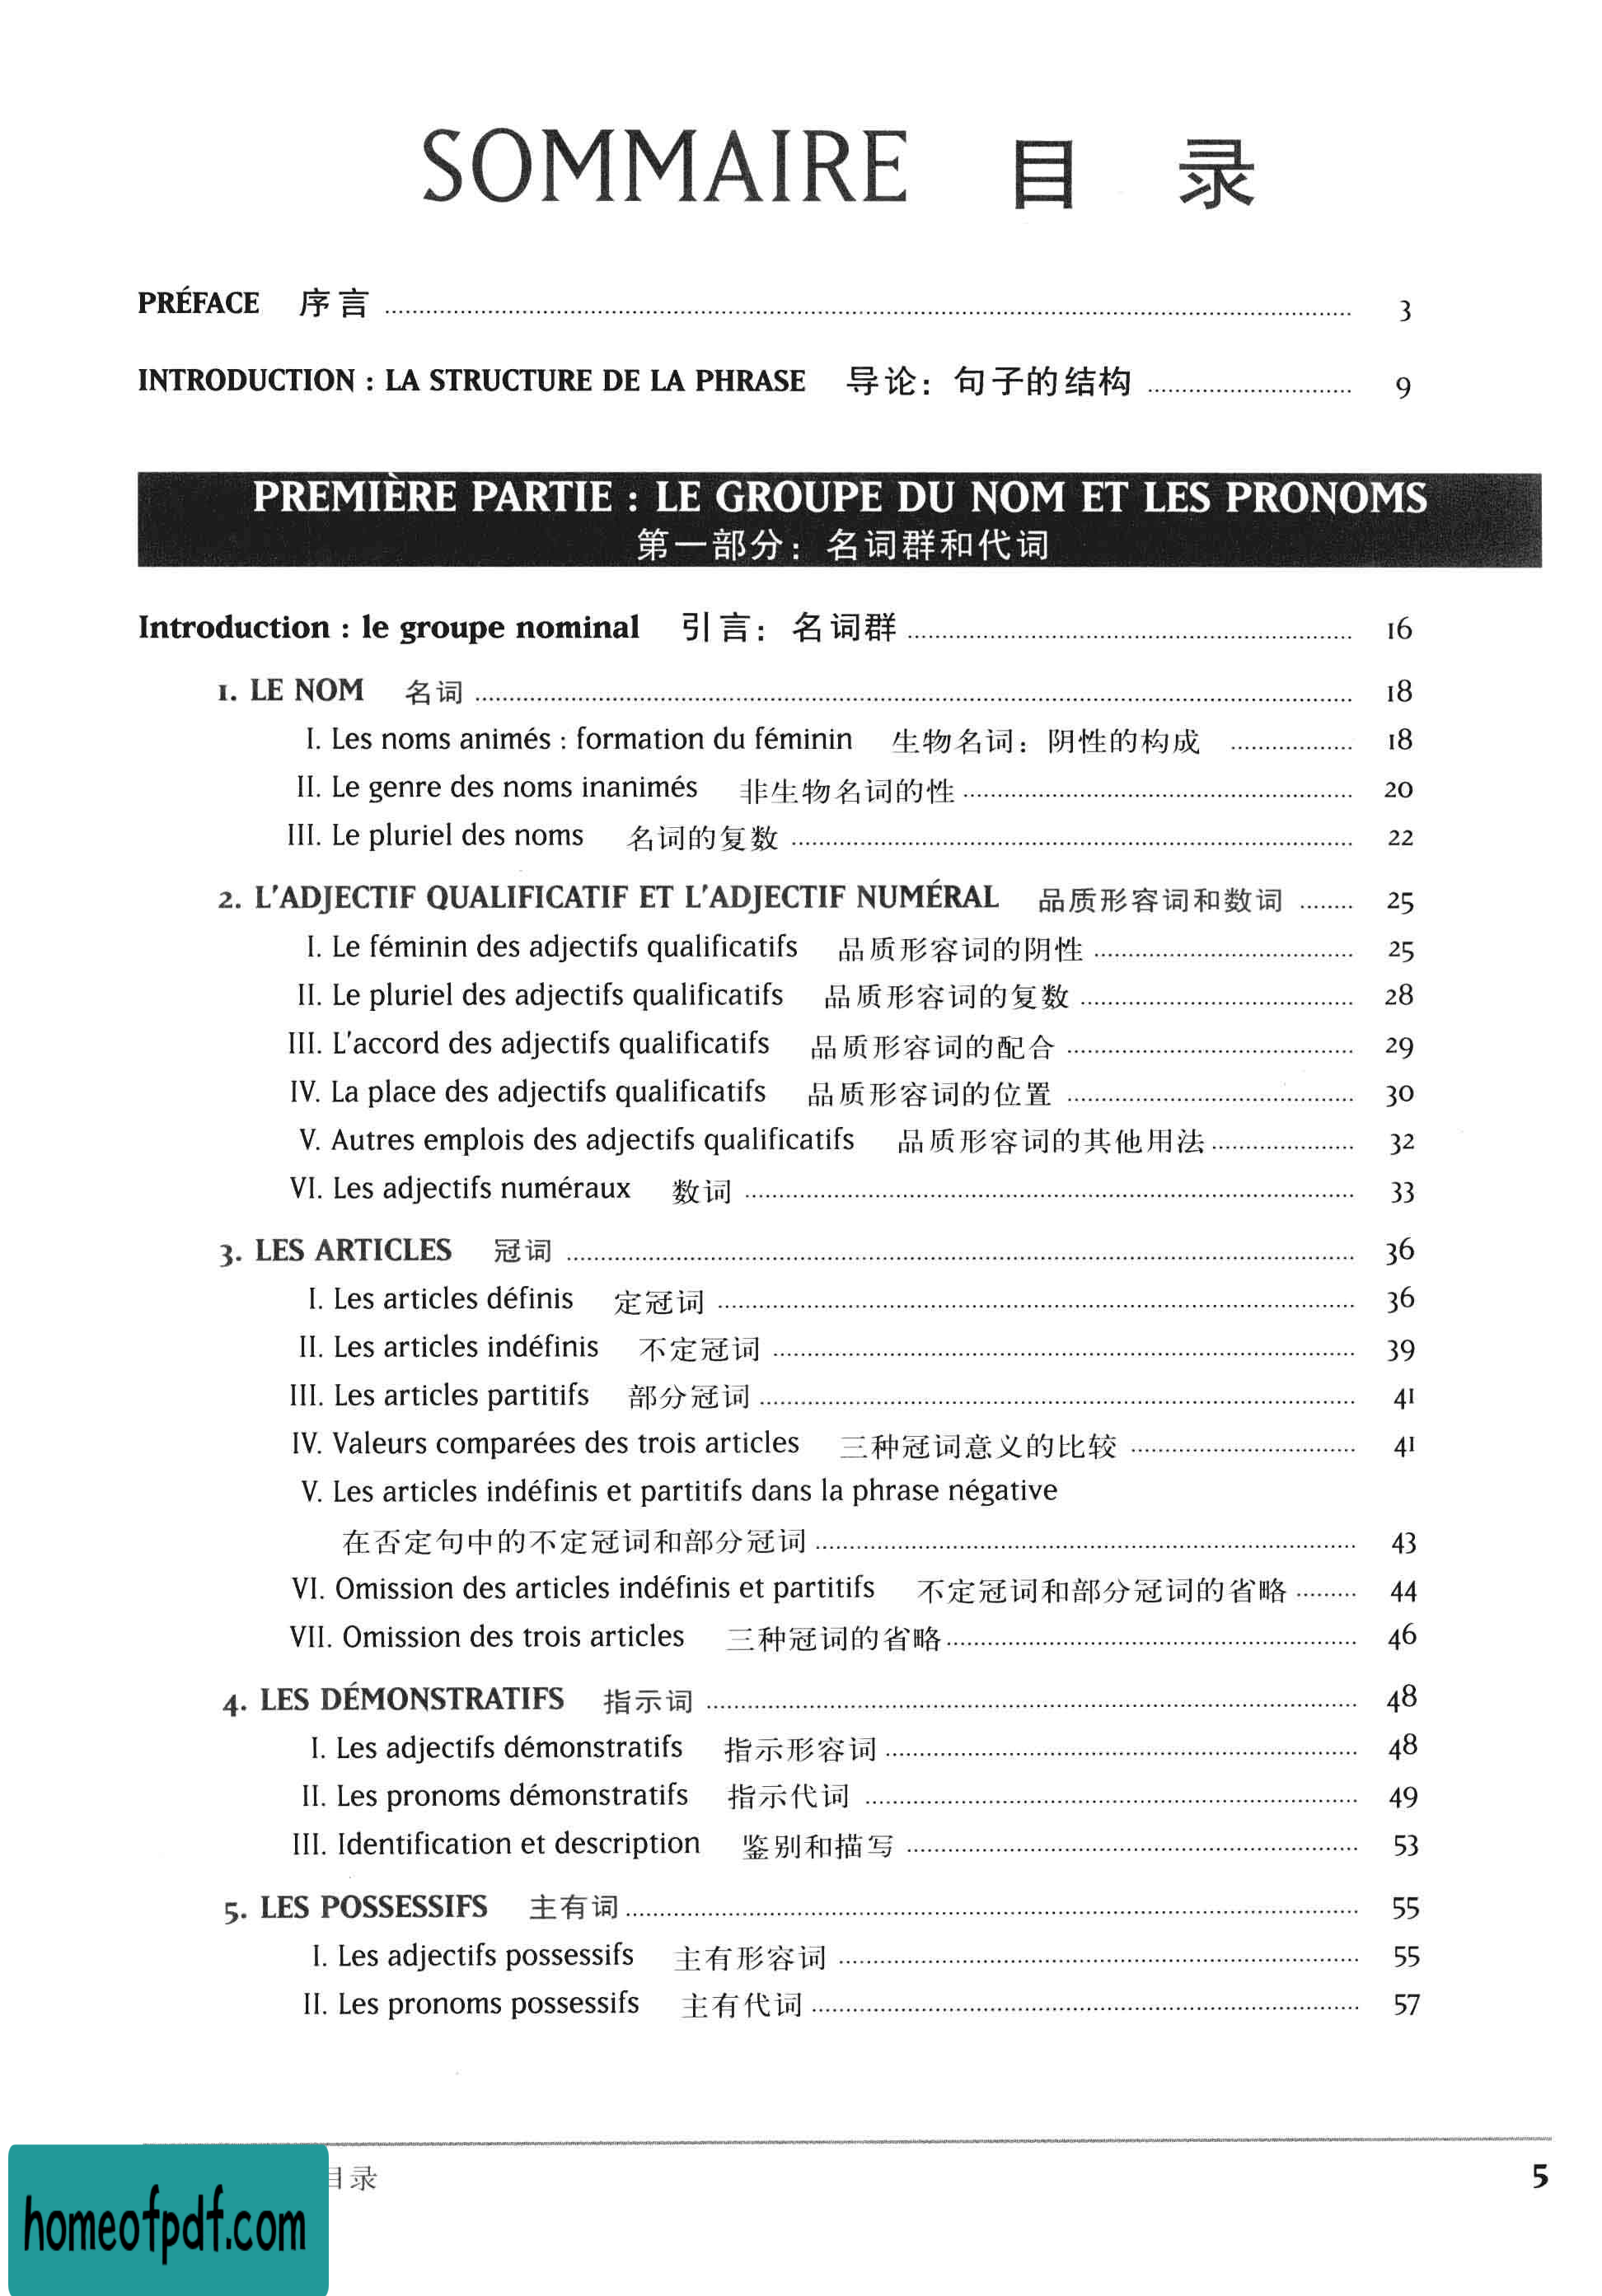 SOMMAIRE 目 录
PRÉFACE 序言 3
INTRODUCTION : LA STRUCTURE DE LA PHRASE 导论：句子的结构 9
PREMIÈRE PARTIE : LE GROUPE DU NOM ET LES PRONOMS
第一部分：名词群和代词
Introduction : le groupe nominal 引言：名词群 16
1. LE NOM 名词 18
I. Les noms animés : formation du féminin 生物名词：阴性的构成 18
II. Le genre des noms inanimés 非生物名词的性 20
III. Le pluriel des noms 名词的复数 22
2. L'ADJECTIF QUALIFICATIF ET L'ADJECTIF NUMÉRAL 品质形容词和数词 25
I. Le féminin des adjectifs qualificatifs 品质形容词的阴性 25
II. Le pluriel des adjectifs qualificatifs 品质形容词的复数 28
III. L'accord des adjectifs qualificatifs 品质形容词的配合 29
IV. La place des adjectifs qualificatifs 品质形容词的位置 30
V. Autres emplois des adjectifs qualificatifs 品质形容词的其他用法 32
VI. Les adjectifs numéraux 数词 33
3. LES ARTICLES 冠词 36
I. Les articles définis 定冠词 36
II. Les articles indéfinis 不定冠词 39
III. Les articles partitifs 部分冠词 41
IV. Valeurs comparées des trois articles 三种冠词意义的比较 41
V. Les articles indéfinis et partitifs dans la phrase négative
在否定句中的不定冠词和部分冠词 43
VI. Omission des articles indéfinis et partitifs 不定冠词和部分冠词的省略 44
VII. Omission des trois articles 三种冠词的省略 46
4. LES DÉMONSTRATIFS 指示词 48
I. Les adjectifs démonstratifs 指示形容词 48
II. Les pronoms démonstratifs 指示代词 49
III. Identification et description 鉴别和描写 53
5. LES POSSESSIFS 主有词 55
I. Les adjectifs possessifs 主有形容词 55
II. Les pronoms possessifs 主有代词 57
目录 5
homeofpdf.com